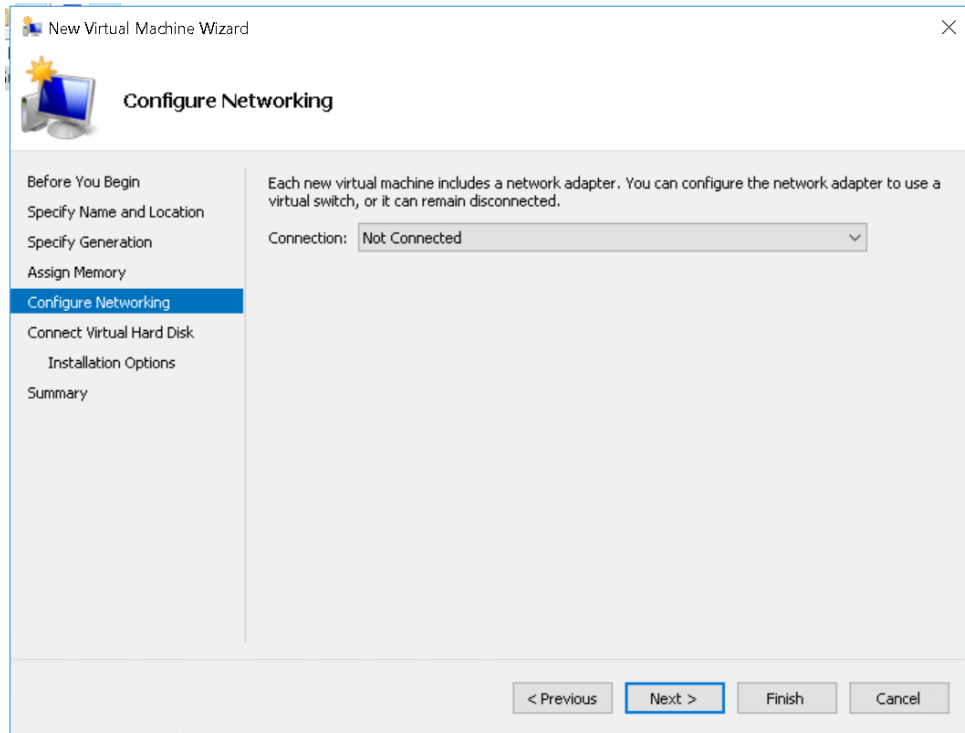 New Virtual Machine Wizard
Configure Networking
Before You Begin
Specify Name and Location
Specify Generation
Assign Memory
Configure Networking
Connect Virtual Hard Disk
Installation Options
Summary
Each new virtual machine includes a network adapter. You can configure the network adapter to use a
virtual switch, or it can remain disconnected.
Connection: Not Connected
< Previous
Next >
Finish
Cancel